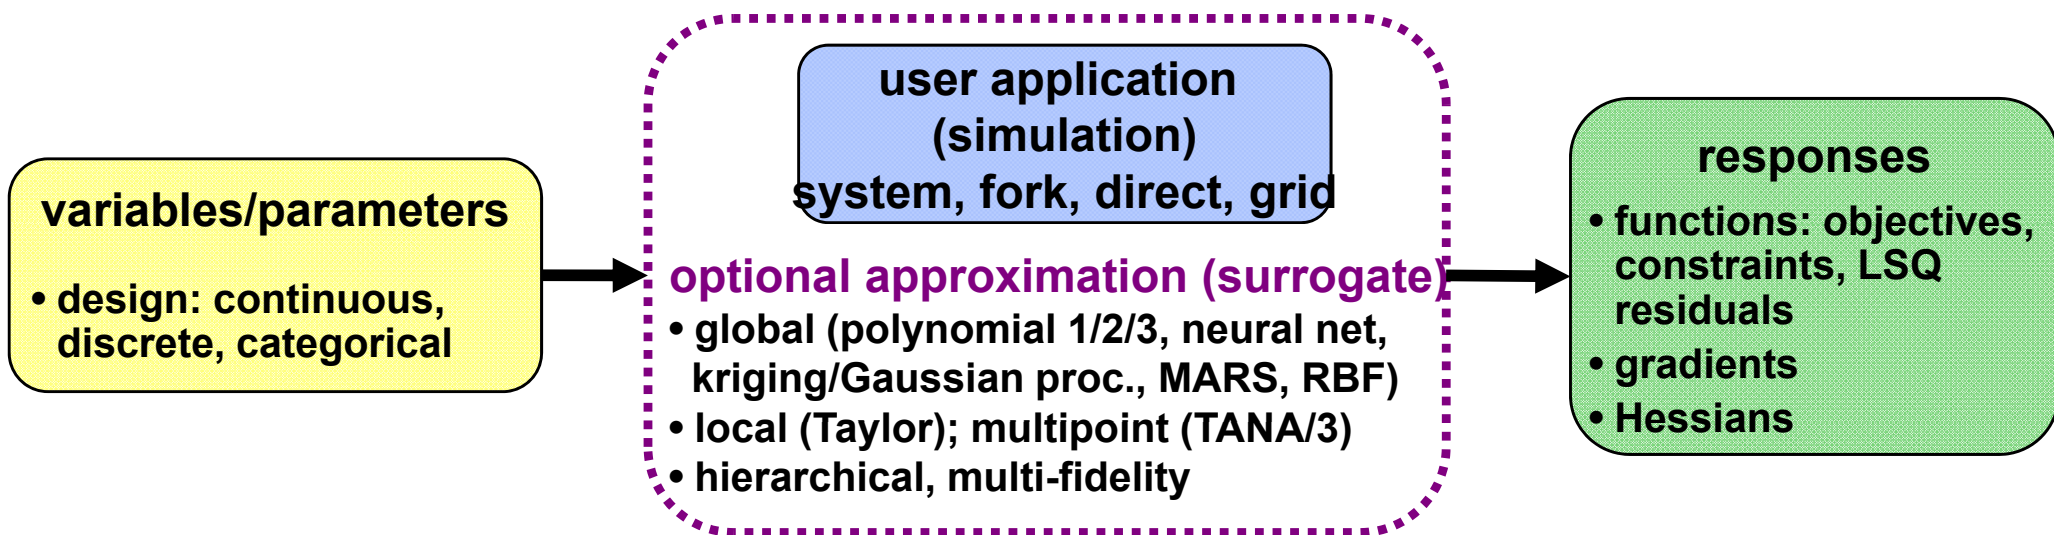 variables/parameters
• design: continuous,
discrete, categorical
user application
(simulation)
system, fork, direct, grid
optional approximation (surrogate)
• global (polynomial 1/2/3, neural net,
kriging/Gaussian proc., MARS, RBF)
• local (Taylor); multipoint (TANA/3)
• hierarchical, multi-fidelity
responses
• functions: objectives,
constraints, LSQ
residuals
• gradients
• Hessians